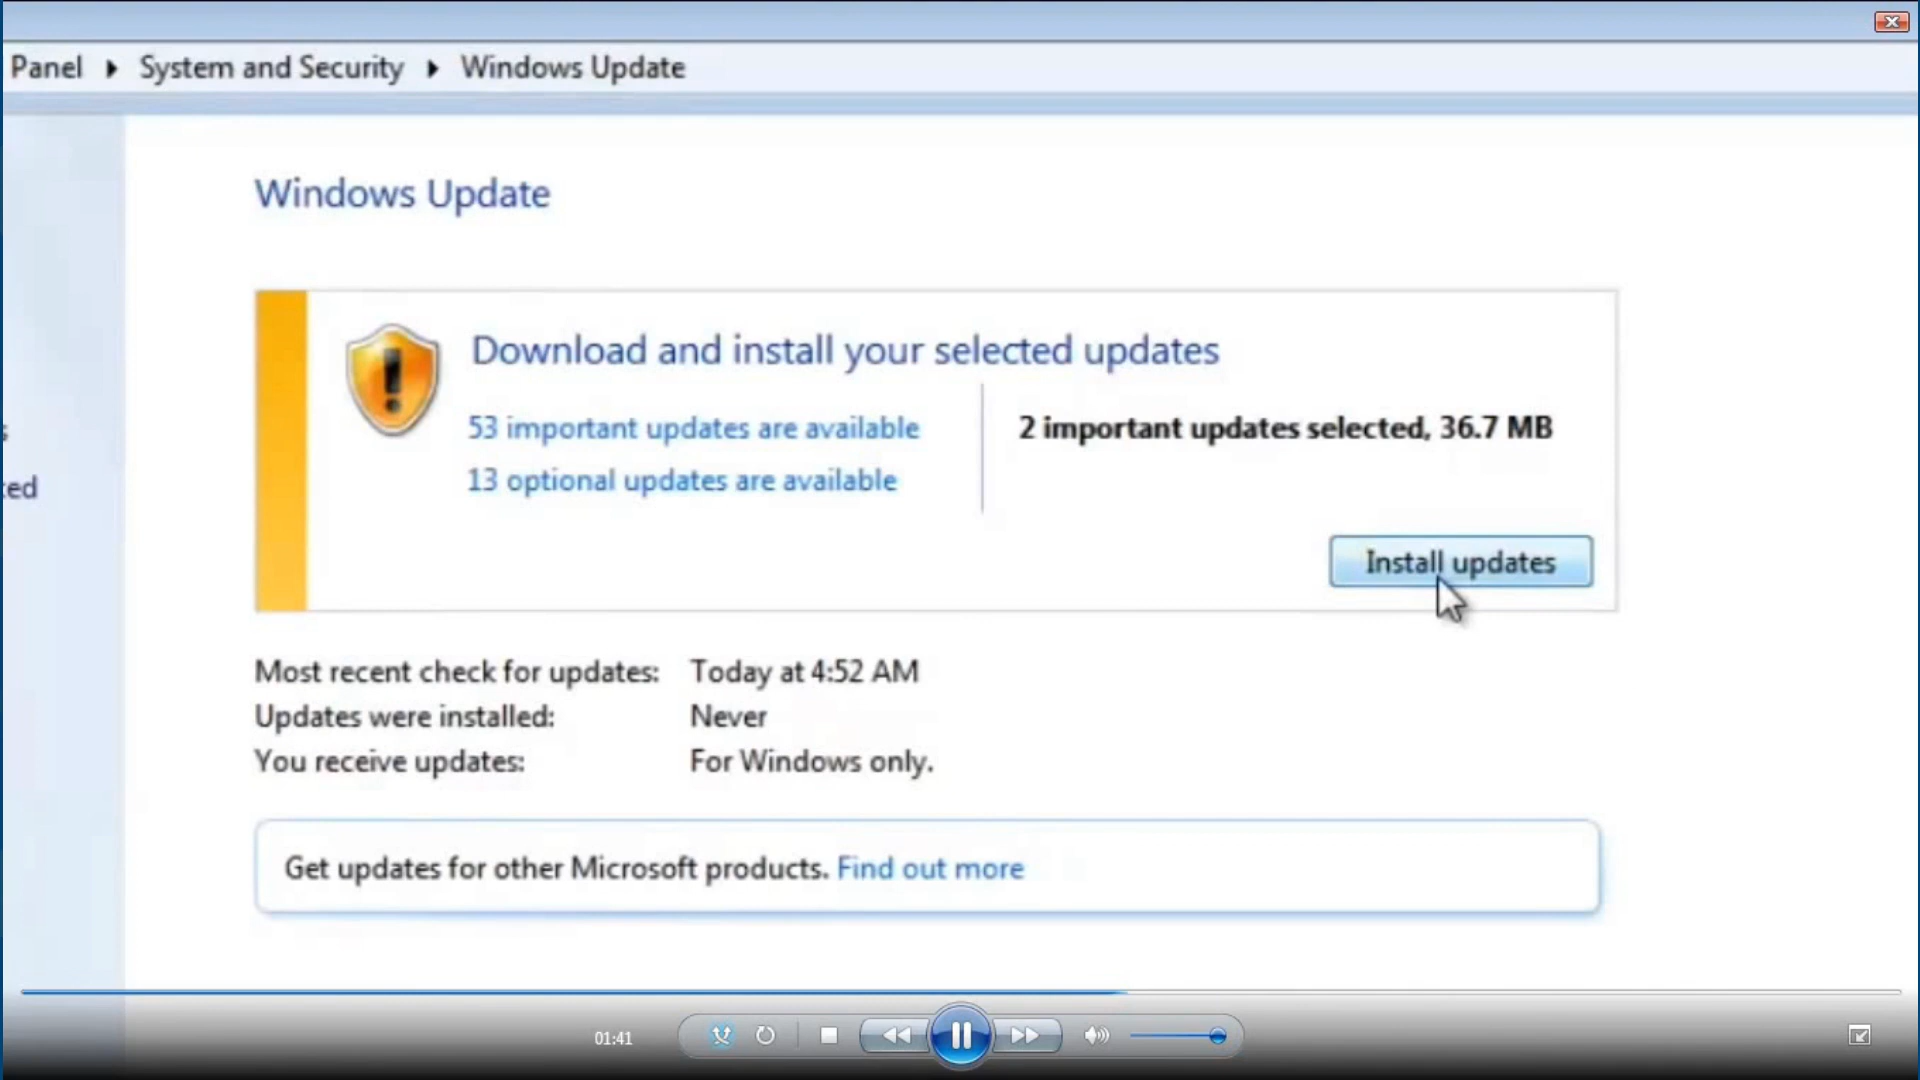 Panel ▸ System and Security ▸ Windows Update
Windows Update
Download and install your selected updates
53 important updates are available
2 important updates selected, 36.7 MB
13 optional updates are available
Install updates
Most recent check for updates: Today at 4:52 AM
Updates were installed: Never
You receive updates: For Windows only.
Get updates for other Microsoft products. Find out more
01:41